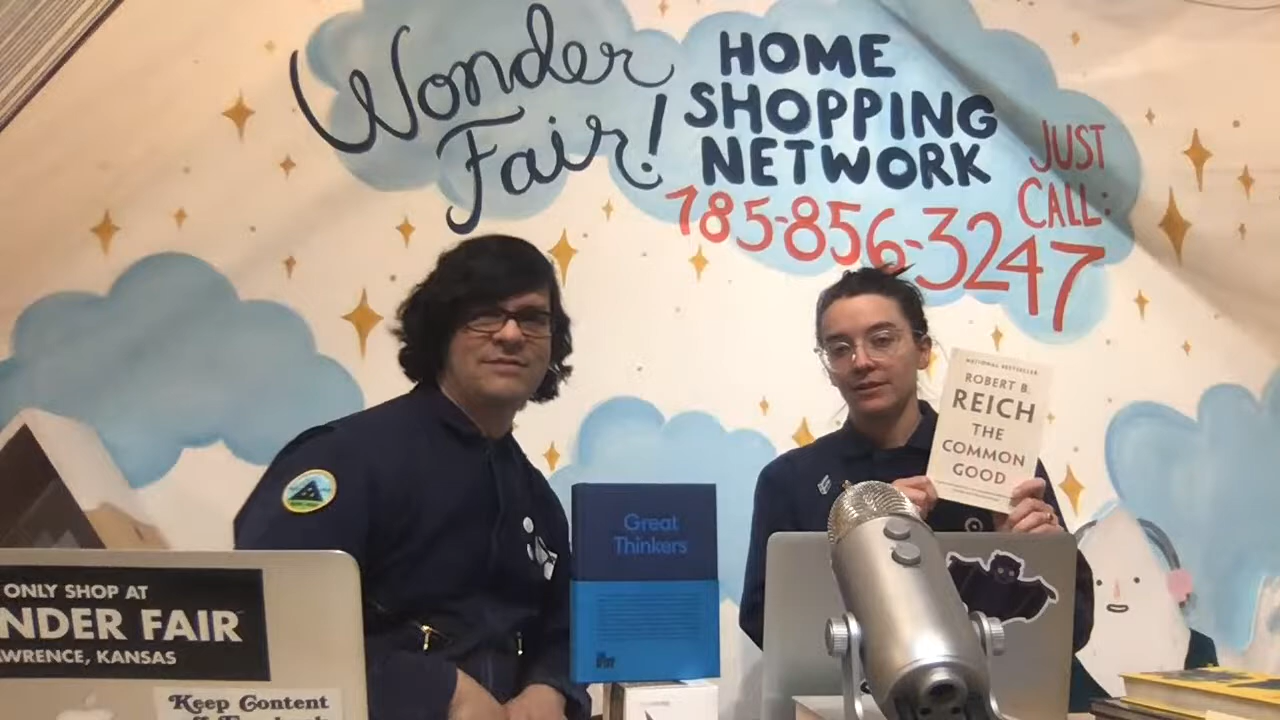 Wonder
Fair!
HOME
SHOPPING
NETWORK
JUST
CALL:
785-856-3247
NATIONAL BESTSELLER
ROBERT B.
REICH
THE
COMMON
GOOD
Great
Thinkers
ONLY SHOP AT
NDER FAIR
WRENCE, KANSAS
Keep Content